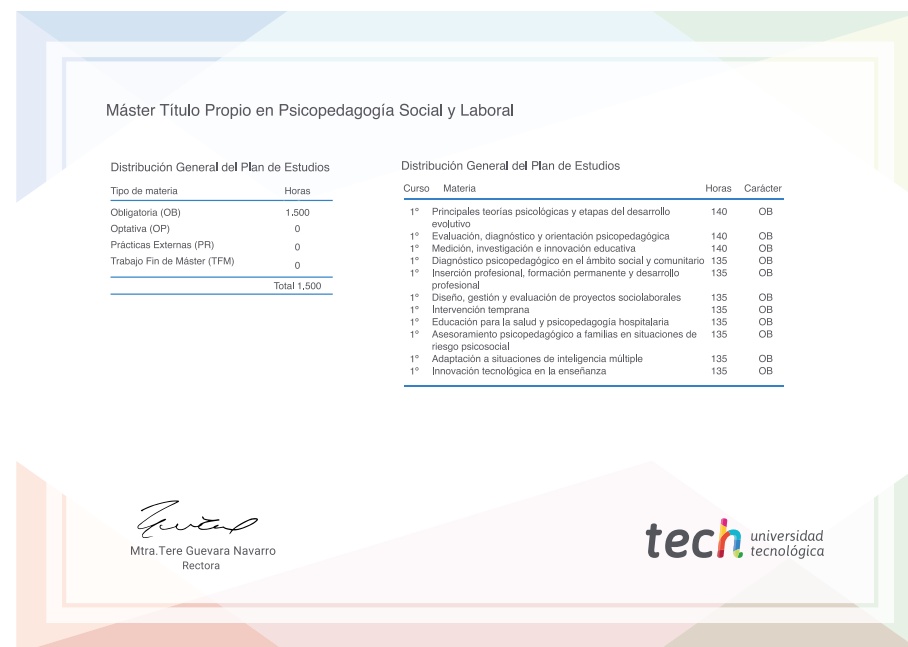 Máster Título Propio en Psicopedagogía Social y Laboral
Distribución General del Plan de Estudios
Tipo de materia Horas
Obligatoria (OB) 1.500
Optativa (OP) 0
Prácticas Externas (PR) 0
Trabajo Fin de Máster (TFM) 0
Total 1,500
Distribución General del Plan de Estudios
Curso Materia Horas Carácter
1º Principales teorías psicológicas y etapas del desarrollo 140 OB
evolutivo
1º Evaluación, diagnóstico y orientación psicopedagógica 140 OB
1º Medición, investigación e innovación educativa 140 OB
1º Diagnóstico psicopedagógico en el ámbito social y comunitario 135 OB
1º Inserción profesional, formación permanente y desarrollo 135 OB
profesional
1º Diseño, gestión y evaluación de proyectos sociolaborales 135 OB
1º Intervención temprana 135 OB
1º Educación para la salud y psicopedagogía hospitalaria 135 OB
1º Asesoramiento psicopedagógico a familias en situaciones de 135 OB
riesgo psicosocial
1º Adaptación a situaciones de inteligencia múltiple 135 OB
1º Innovación tecnológica en la enseñanza 135 OB
Mtra.Tere Guevara Navarro
Rectora
tech universidad
tecnológica